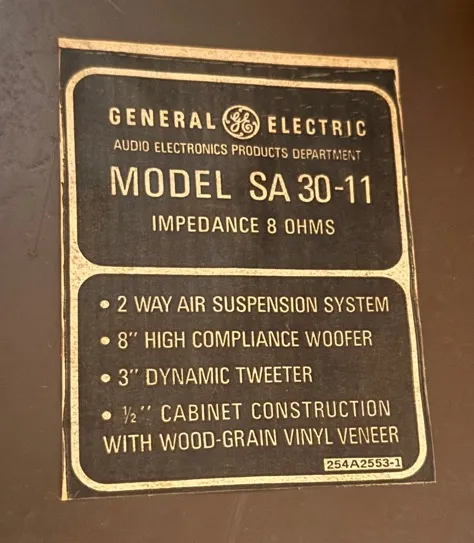 GENERAL GE ELECTRIC
AUDIO ELECTRONICS PRODUCTS DEPARTMENT
MODEL SA 30-11
IMPEDANCE 8 OHMS
• 2 WAY AIR SUSPENSION SYSTEM
• 8" HIGH COMPLIANCE WOOFER
• 3" DYNAMIC TWEETER
• ½" CABINET CONSTRUCTION
WITH WOOD-GRAIN VINYL VENEER
254A2553-1